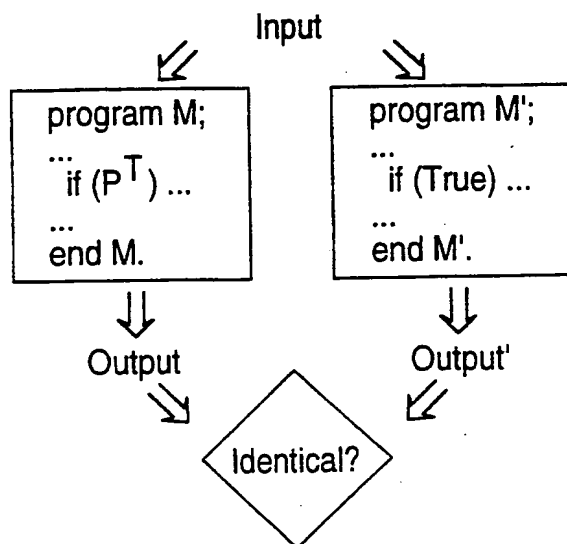 Input
program M;
...
if (P^T) ...
...
end M.
program M';
...
if (True) ...
...
end M'.
Output
Output'
Identical?